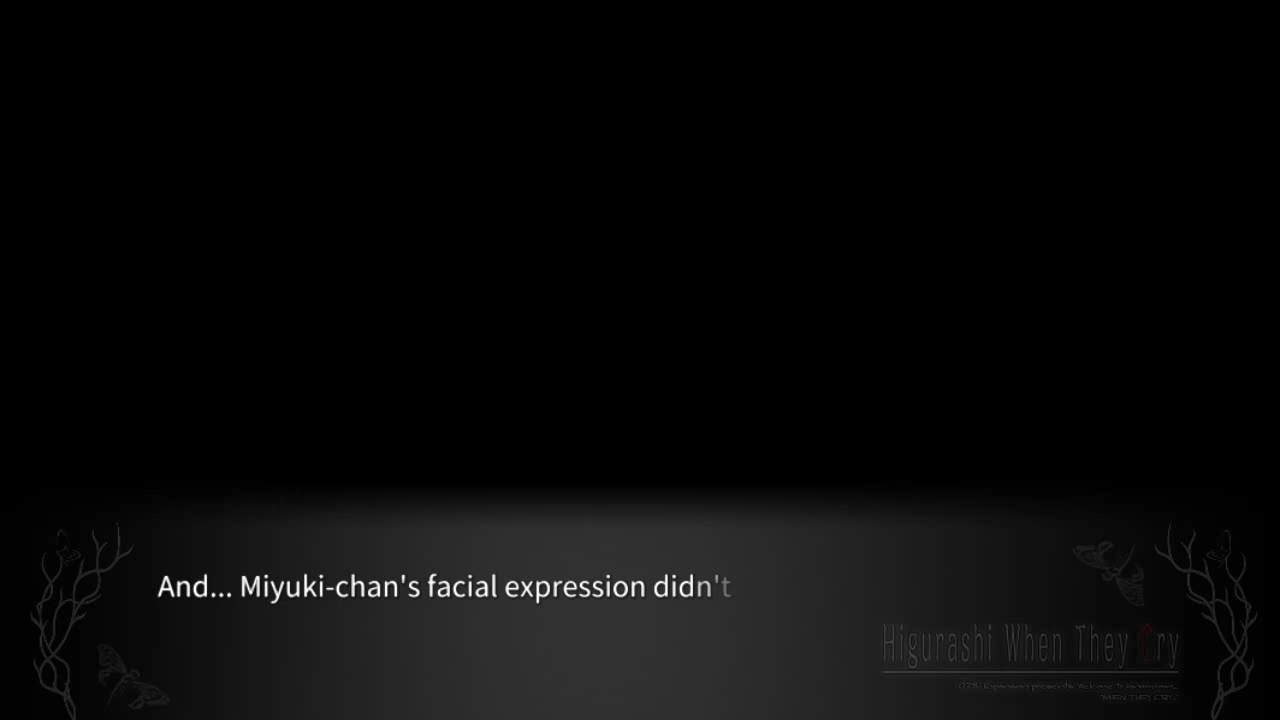 And... Miyuki-chan's facial expression didn't
Higurashi When They Cry